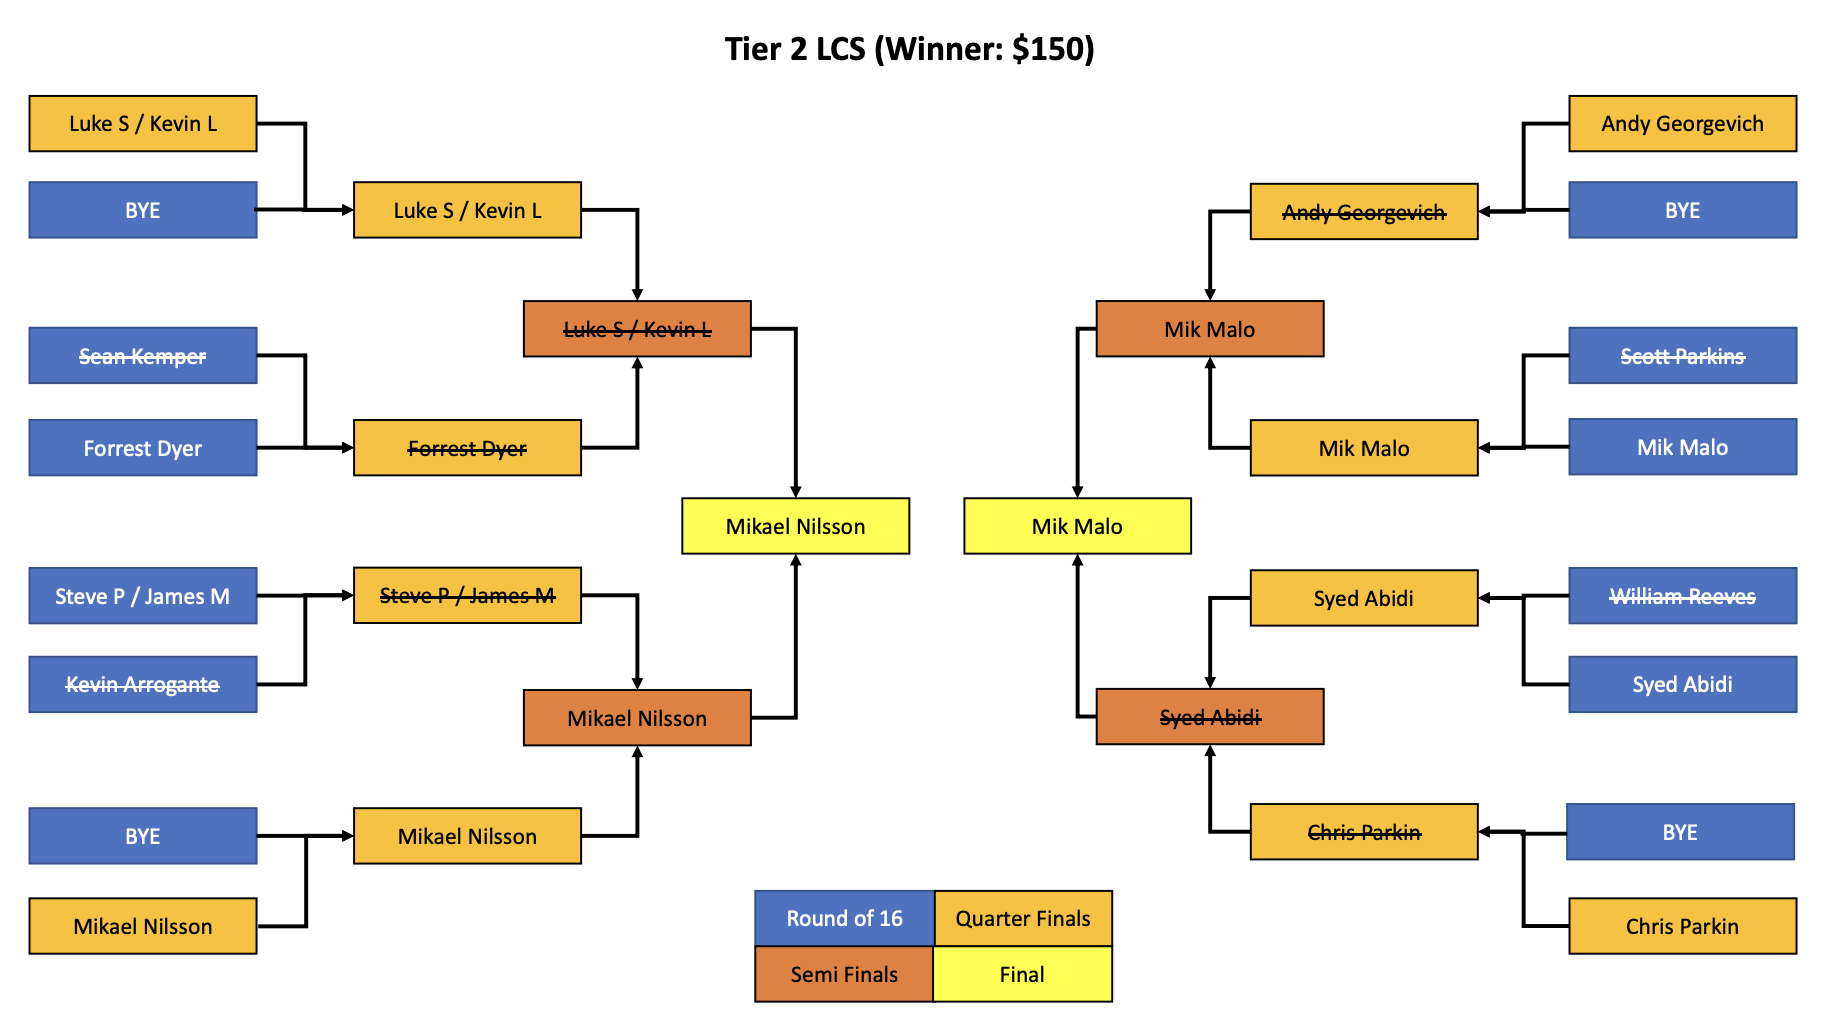 Tier 2 LCS (Winner: $150)
Luke S / Kevin L
Andy Georgevich
BYE
Luke S / Kevin L
Andy Georgevich
BYE
Luke S / Kevin L
Mik Malo
Sean Kemper
Scott Parkins
Forrest Dyer
Forrest Dyer
Mik Malo
Mik Malo
Mikael Nilsson
Mik Malo
Steve P / James M
Steve P / James M
Syed Abidi
William Reeves
Kevin Arrogante
Syed Abidi
Mikael Nilsson
Syed Abidi
BYE
Mikael Nilsson
Chris Parkin
BYE
Mikael Nilsson
Chris Parkin
Round of 16
Quarter Finals
Semi Finals
Final